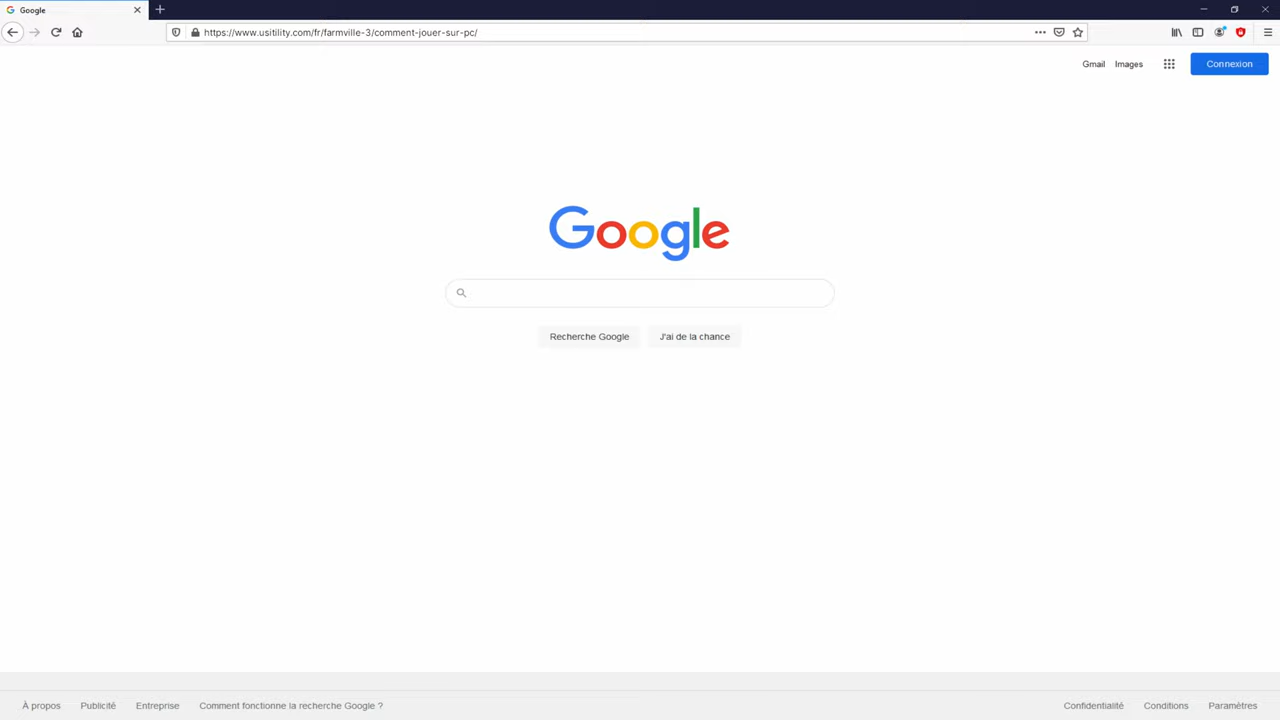 Google
https://www.usitility.com/fr/farmville-3/comment-jouer-sur-pc/
Gmail Images Connexion
Google
Recherche Google J'ai de la chance
À propos Publicité Entreprise Comment fonctionne la recherche Google ? Confidentialité Conditions Paramètres